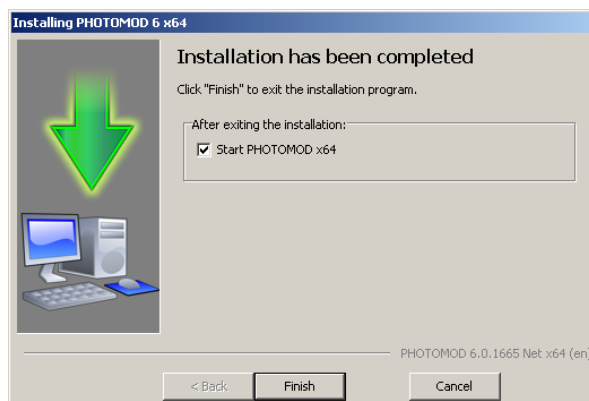 Installing PHOTOMOD 6 x64
Installation has been completed
Click "Finish" to exit the installation program.
After exiting the installation:
Start PHOTOMOD x64
PHOTOMOD 6.0.1665 Net x64 (en)
< Back
Finish
Cancel